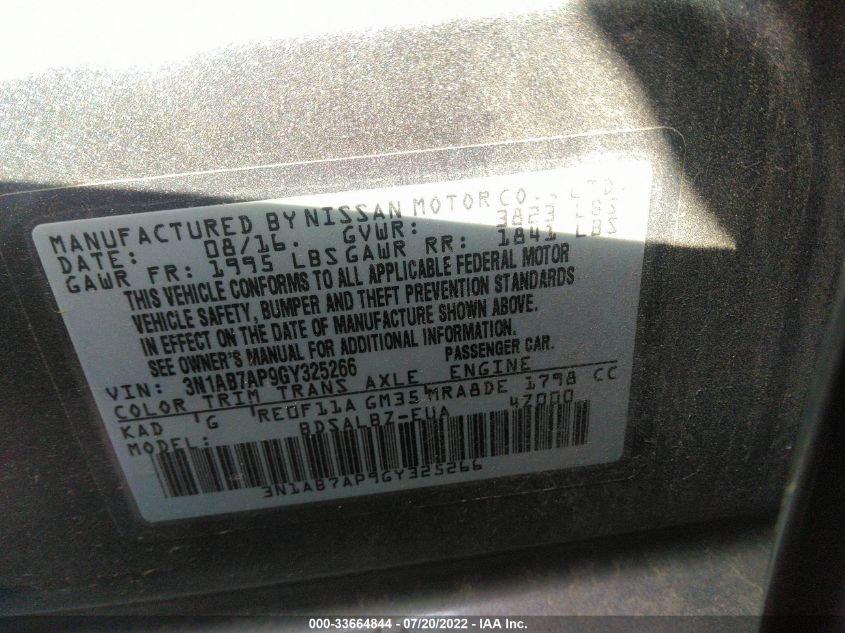 MANUFACTURED BY NISSAN MOTOR CO., LTD.
DATE: 08/16. GVWR: 3823 LBS
GAWR FR: 1995 LBS GAWR RR: 1841 LBS
THIS VEHICLE CONFORMS TO ALL APPLICABLE FEDERAL MOTOR
VEHICLE SAFETY, BUMPER AND THEFT PREVENTION STANDARDS
IN EFFECT ON THE DATE OF MANUFACTURE SHOWN ABOVE.
SEE OWNER'S MANUAL FOR ADDITIONAL INFORMATION.
VIN: 3N1AB7AP9GY325266 PASSENGER CAR.
COLOR TRIM TRANS AXLE ENGINE
KAD 'G 'RE0F11A GM35 'MRA8DE 1798 CC
MODEL: BDSALBZ-EUA 47000
3N1AB7AP9GY325266
000-33664844 / 07/20/2022 - IAA Inc.